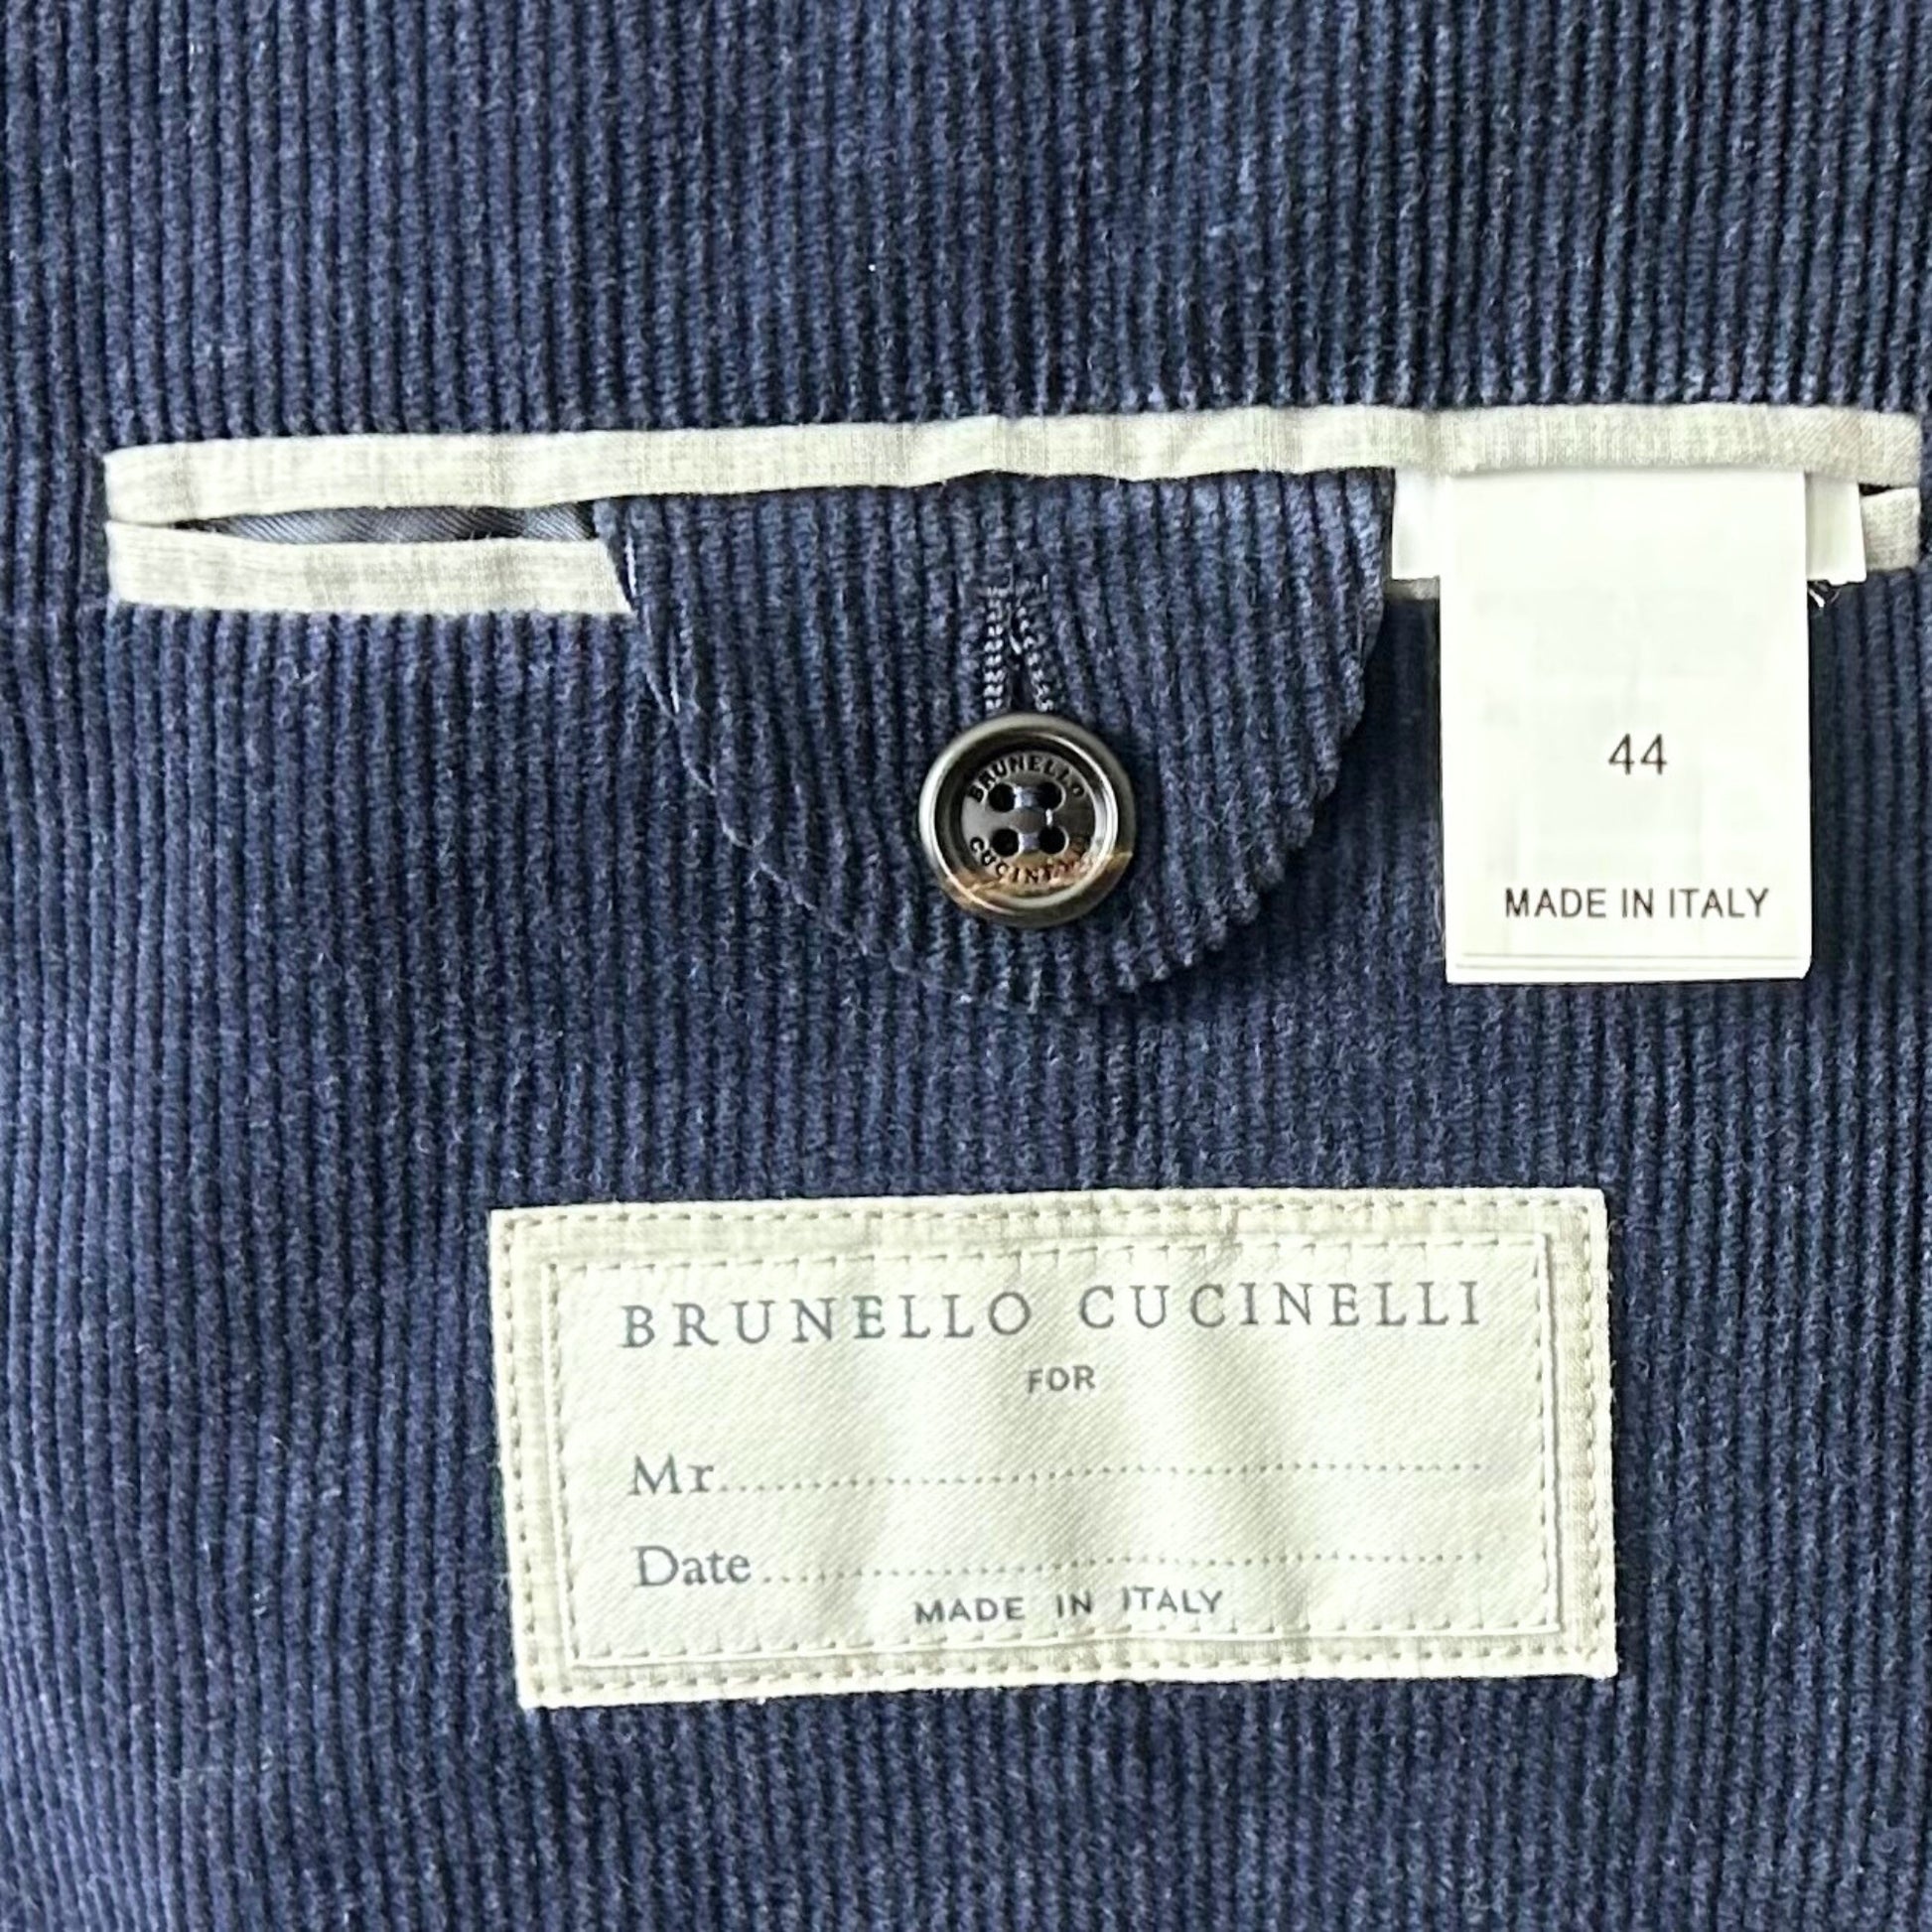 BRUNELLO
CUCINELLI
44
MADE IN ITALY
BRUNELLO CUCINELLI
FOR
Mr.
Date
MADE IN ITALY